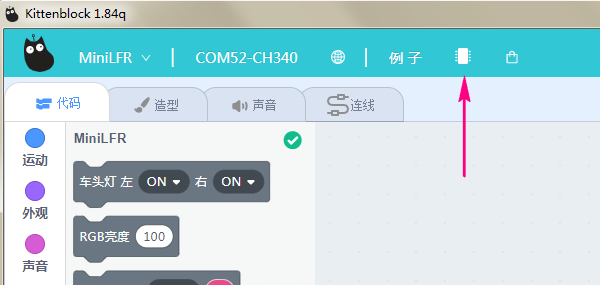 Kittenblock 1.84q
MiniLFR COM52-CH340 例子
代码 造型 声音 连线
运动
外观
声音
MiniLFR
车头灯 左 ON 右 ON
RGB亮度 100